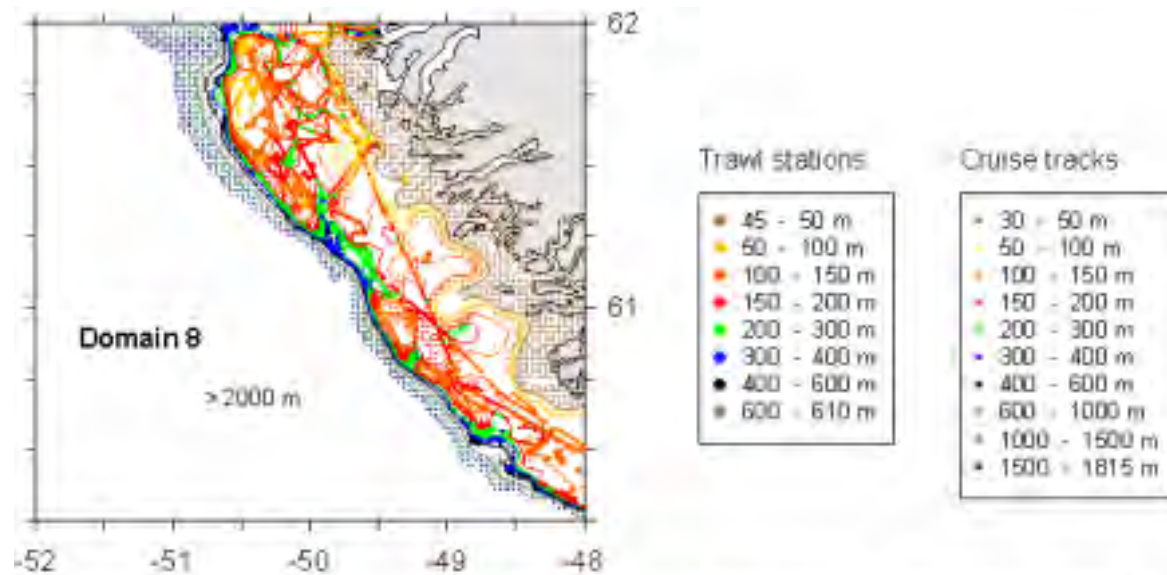 62
61
Domain 8
>2000 m
-52 -51 -50 -49 -48
Trawl stations
45 - 50 m
50 - 100 m
100 - 150 m
150 - 200 m
200 - 300 m
300 - 400 m
400 - 600 m
600 - 610 m
Cruise tracks
30 - 50 m
50 - 100 m
100 - 150 m
150 - 200 m
200 - 300 m
300 - 400 m
400 - 600 m
600 - 1000 m
1000 - 1500 m
1500 - 1815 m